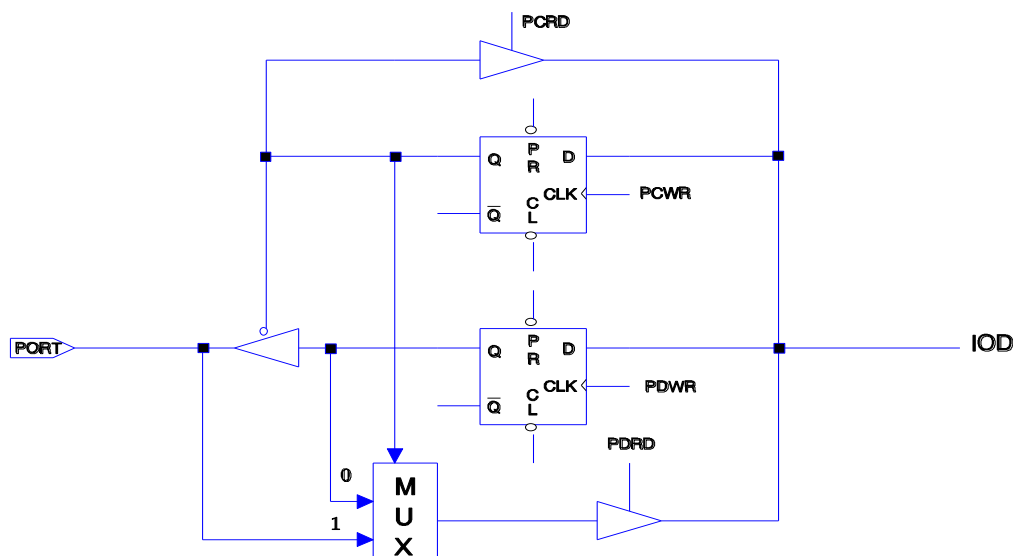 PCRD
Q P D
R
CLK PCWR
Q C
L
PORT
Q P D
R
IOD
CLK PDWR
Q C
L
PDRD
0
1
M
U
X